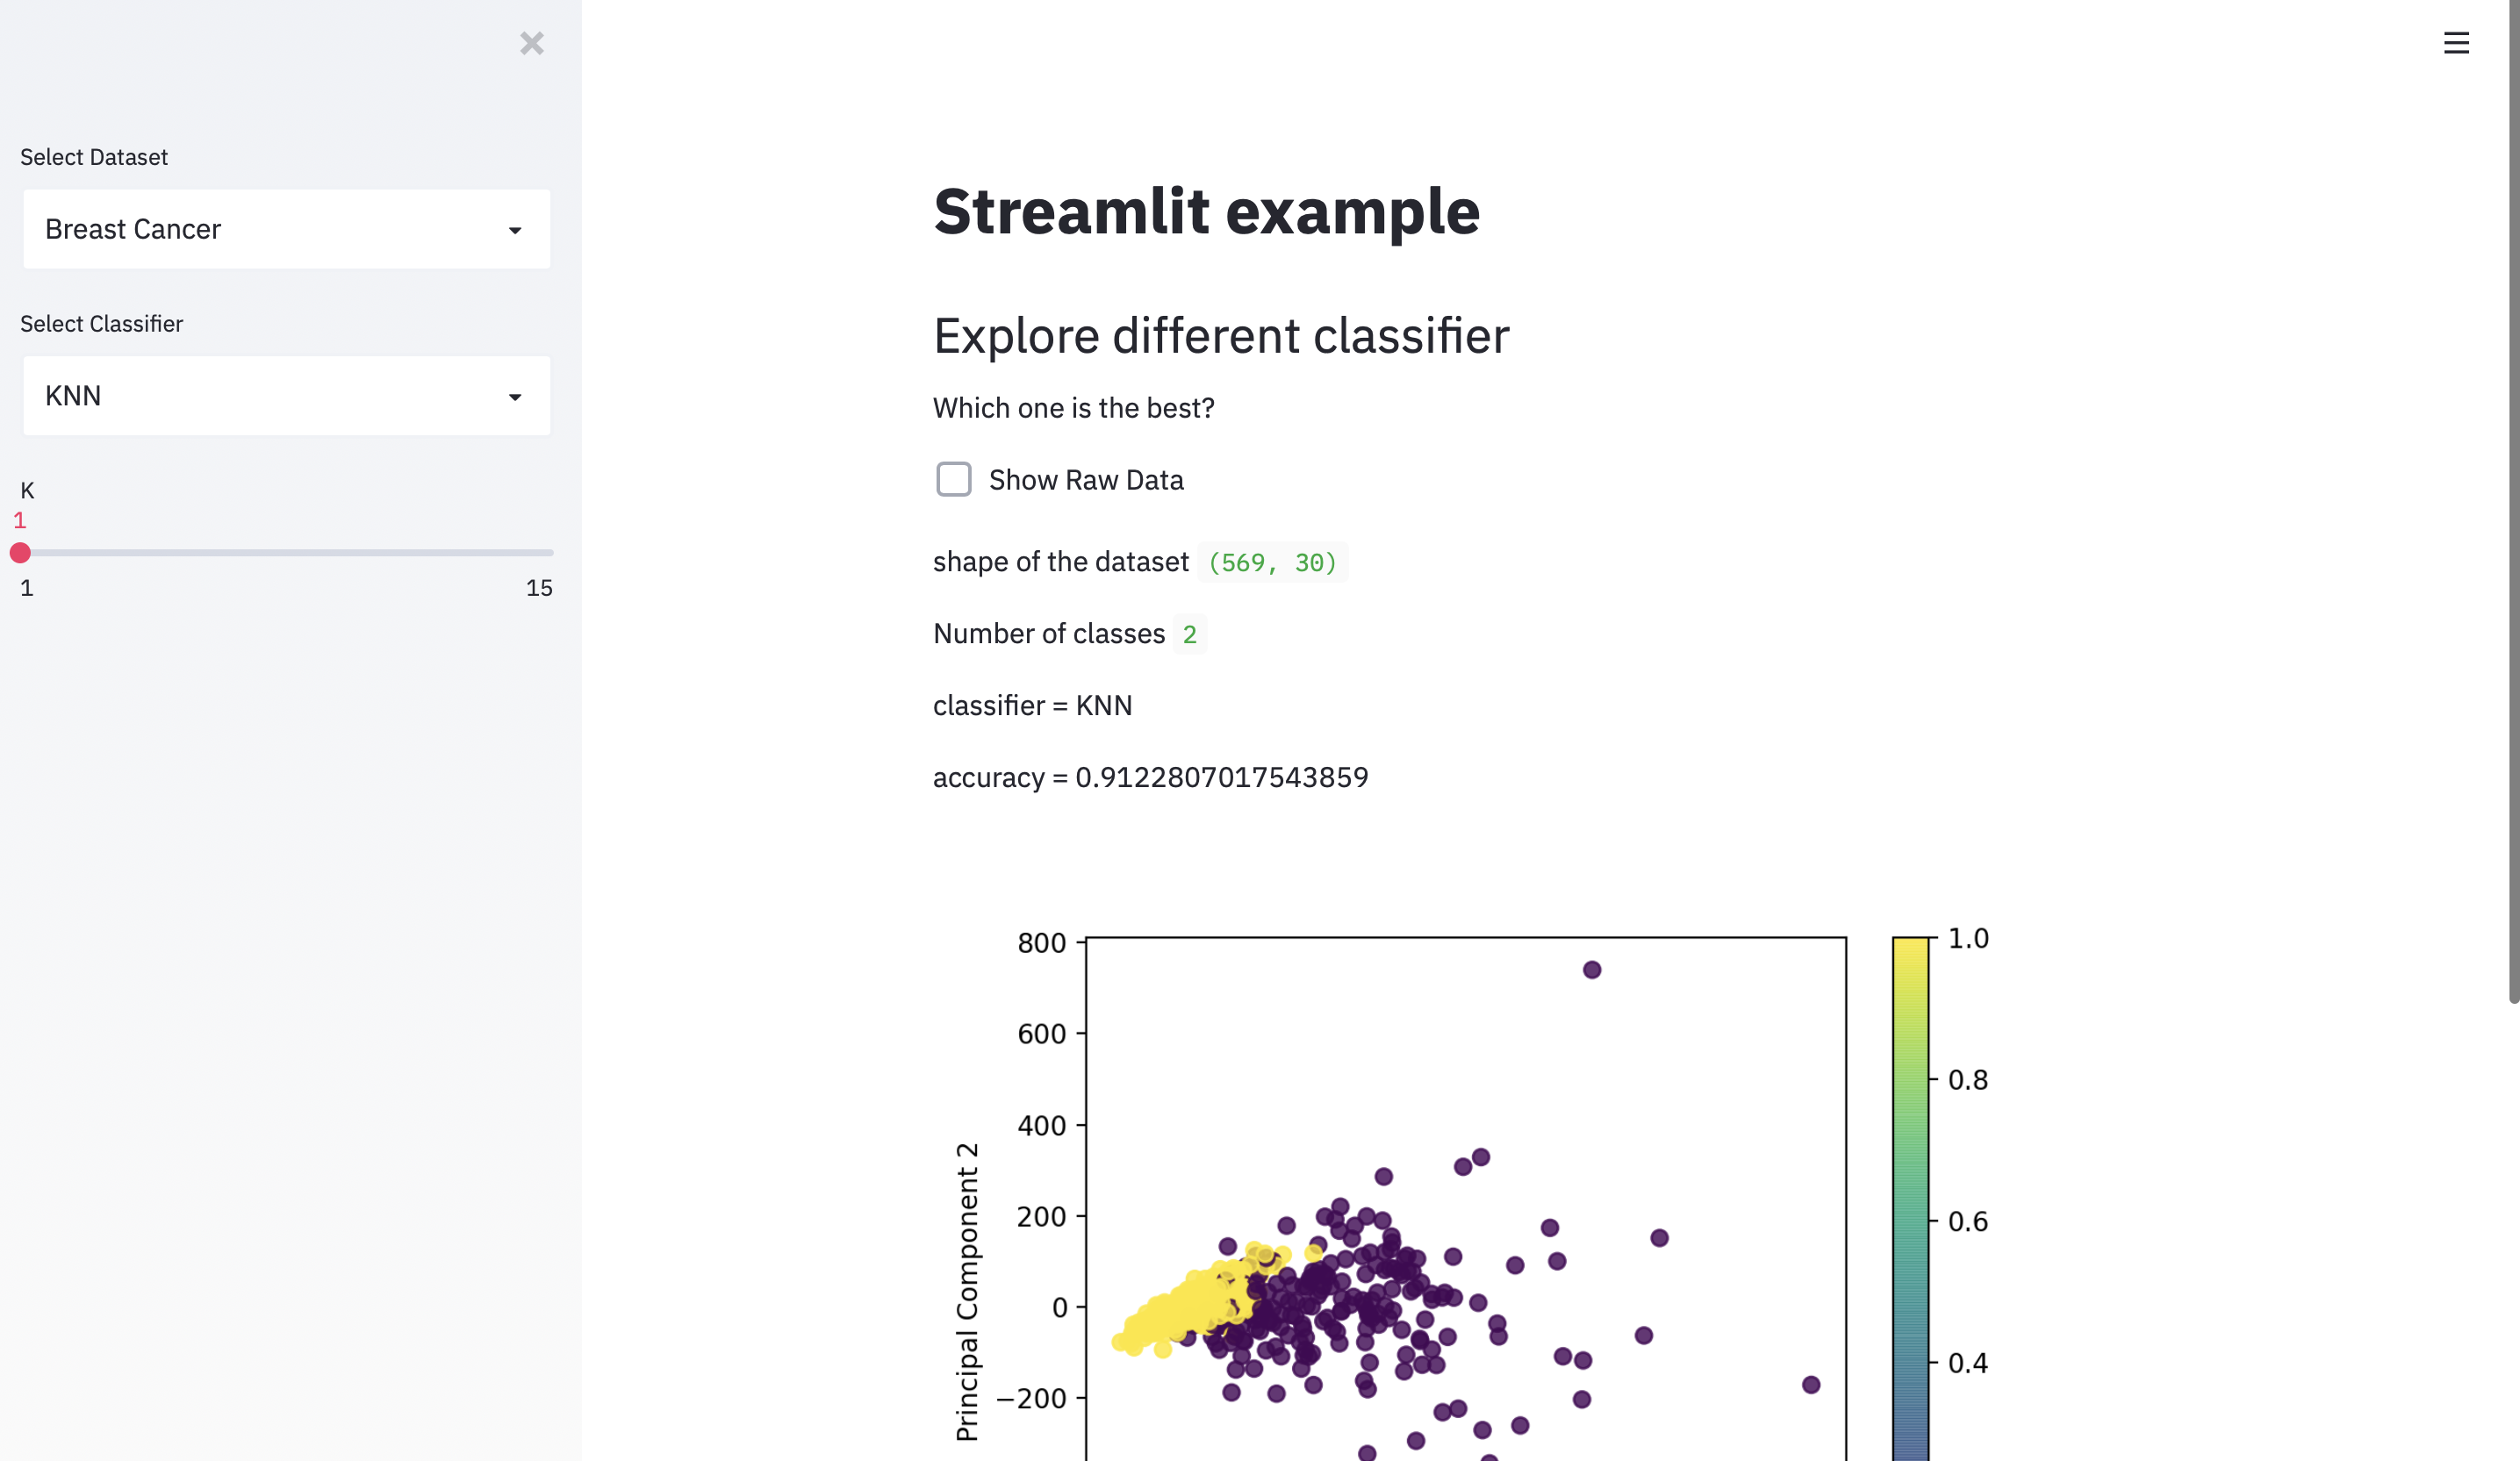 Select Dataset
Breast Cancer
Select Classifier
KNN
K
1
1 15
Streamlit example
Explore different classifier
Which one is the best?
Show Raw Data
shape of the dataset (569, 30)
Number of classes 2
classifier = KNN
accuracy = 0.9122807017543859
800
600
400
200
0
−200
Principal Component 2
1.0
0.8
0.6
0.4